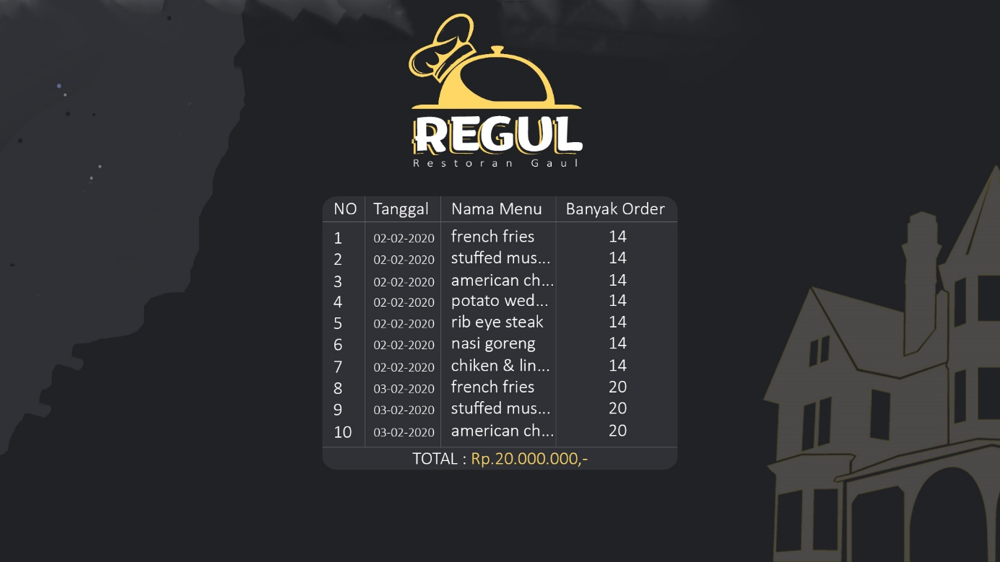 REGUL
Restoran Gaul
NO Tanggal Nama Menu Banyak Order
1 02-02-2020 french fries 14
2 02-02-2020 stuffed mus... 14
3 02-02-2020 american ch... 14
4 02-02-2020 potato wed... 14
5 02-02-2020 rib eye steak 14
6 02-02-2020 nasi goreng 14
7 02-02-2020 chiken & lin... 14
8 03-02-2020 french fries 20
9 03-02-2020 stuffed mus... 20
10 03-02-2020 american ch... 20
TOTAL : Rp.20.000.000,-